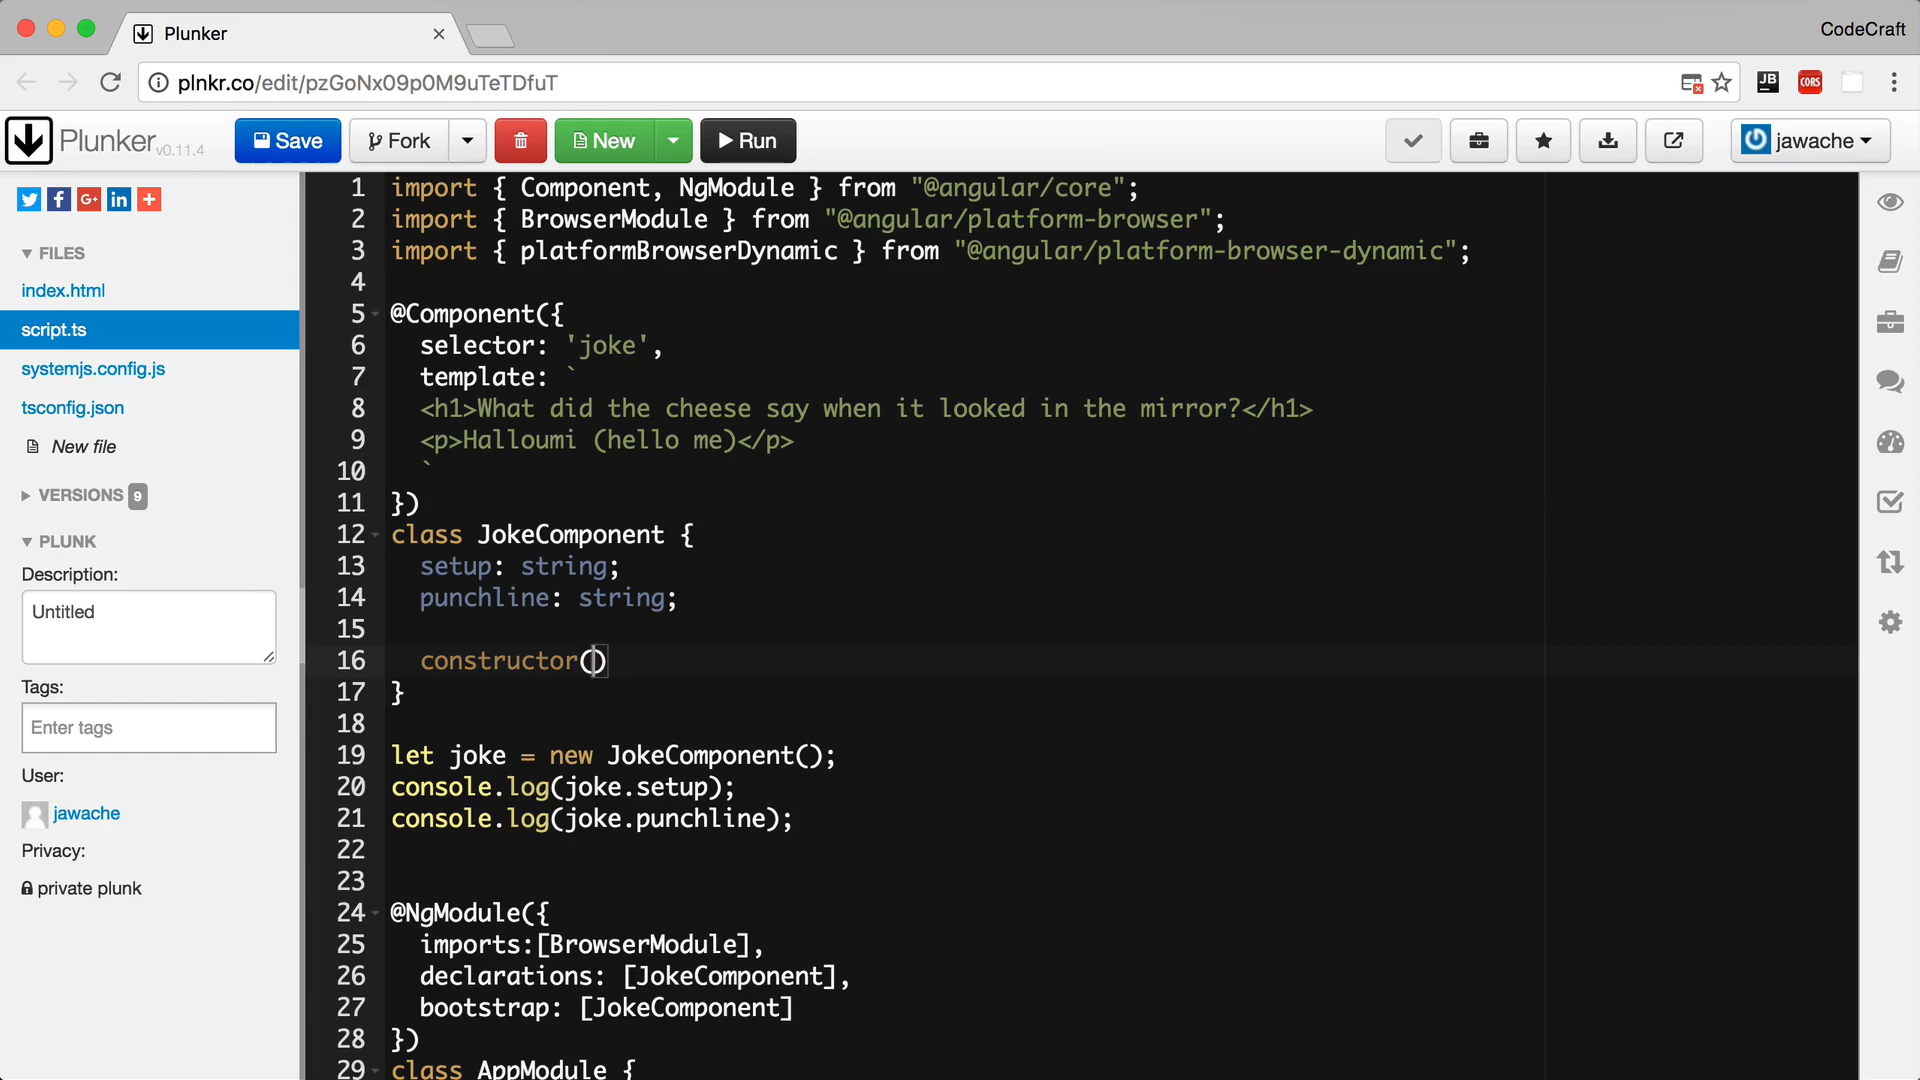 Plunker
CodeCraft
plnkr.co/edit/pzGoNx09p0M9uTeTDfuT
JB
CORS
Plunker v0.11.4
Save
Fork
New
Run
jawache
FILES
index.html
script.ts
systemjs.config.js
tsconfig.json
New file
VERSIONS 9
PLUNK
Description:
Untitled
Tags:
Enter tags
User:
jawache
Privacy:
private plunk
1 import { Component, NgModule } from "@angular/core";
2 import { BrowserModule } from "@angular/platform-browser";
3 import { platformBrowserDynamic } from "@angular/platform-browser-dynamic";
4
5 @Component({
6 selector: 'joke',
7 template: `
8 <h1>What did the cheese say when it looked in the mirror?</h1>
9 <p>Halloumi (hello me)</p>
10 `
11 })
12 class JokeComponent {
13 setup: string;
14 punchline: string;
15
16 constructor()
17 }
18
19 let joke = new JokeComponent();
20 console.log(joke.setup);
21 console.log(joke.punchline);
22
23
24 @NgModule({
25 imports:[BrowserModule],
26 declarations: [JokeComponent],
27 bootstrap: [JokeComponent]
28 })
29 class AppModule {